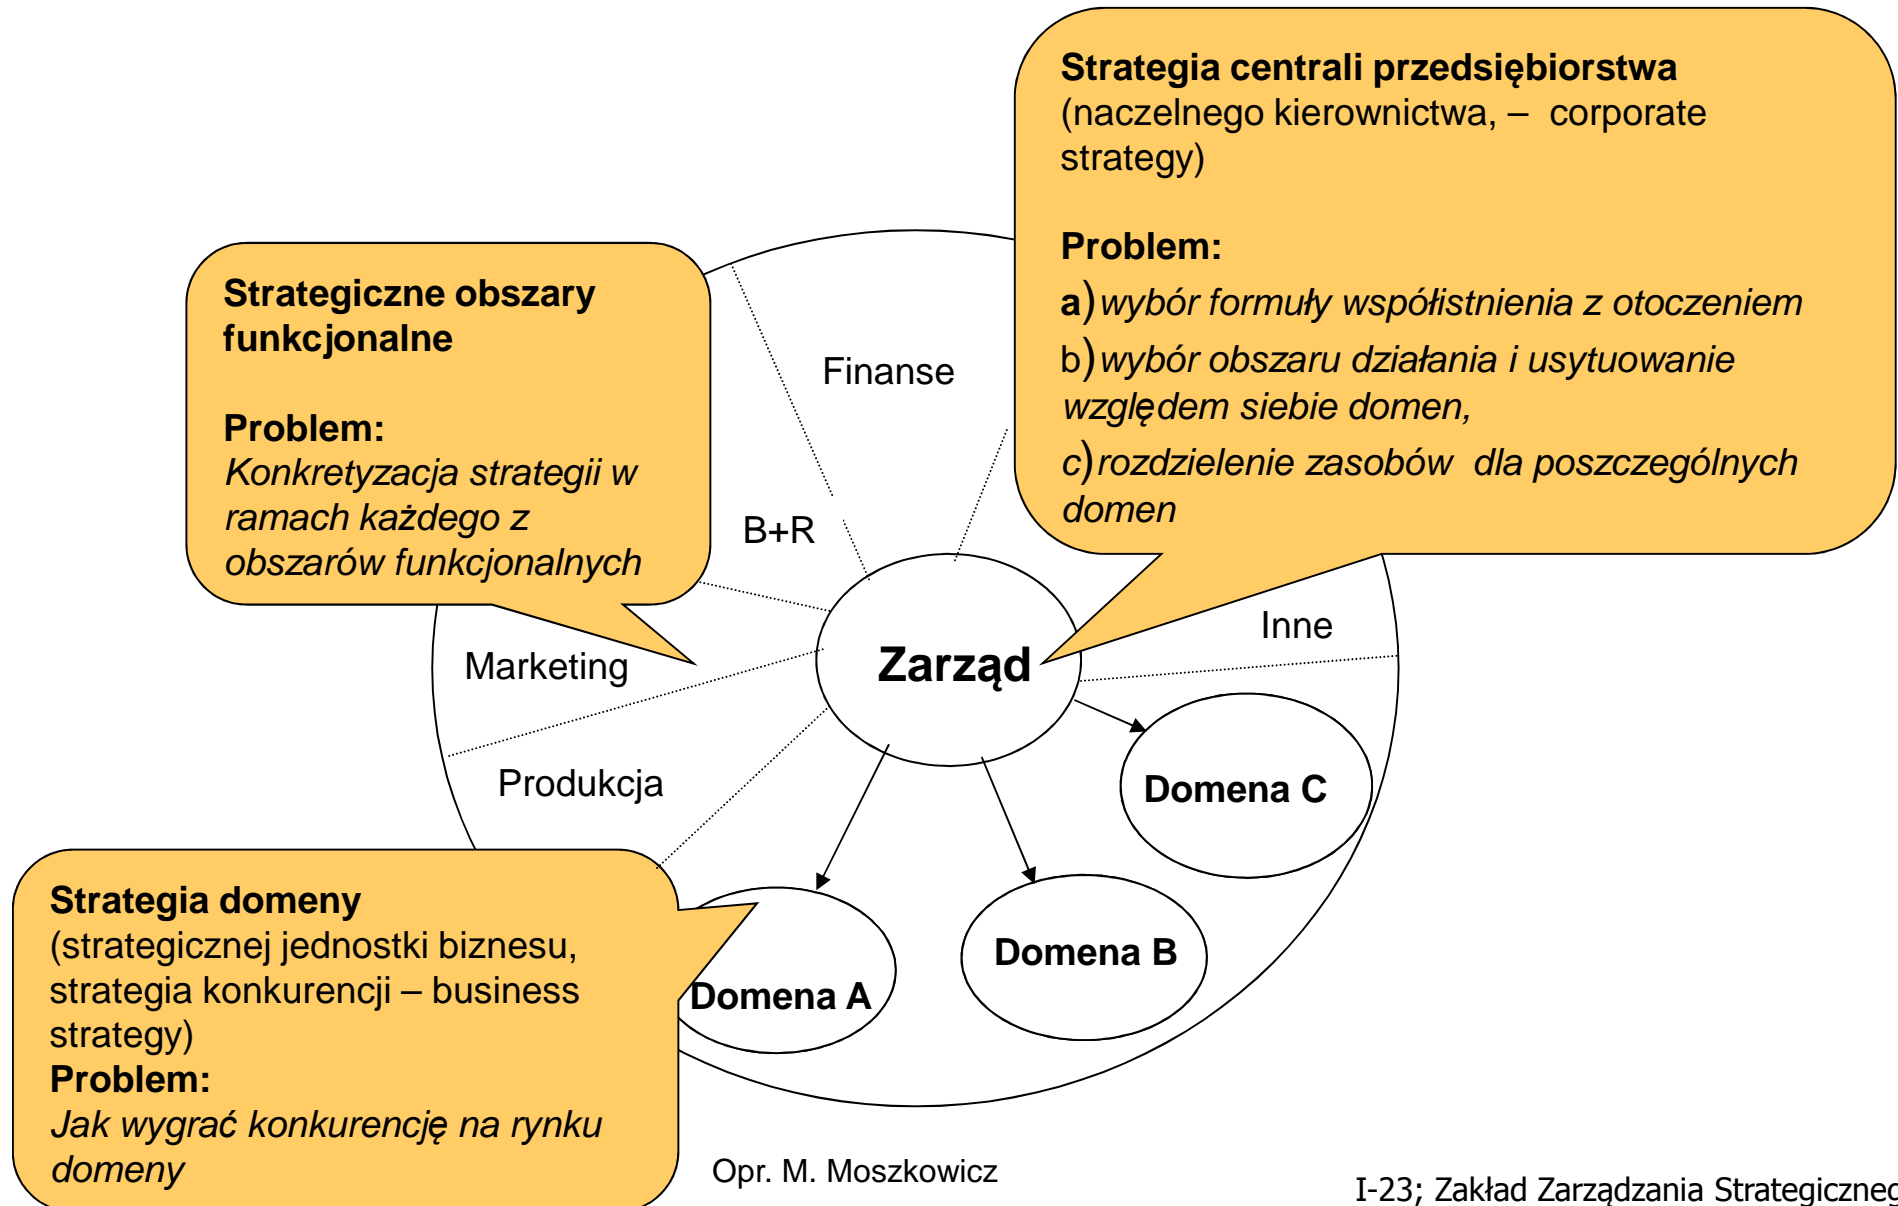 Strategia centrali przedsiębiorstwa
(naczelnego kierownictwa, – corporate
strategy)
Problem:
a) wybór formuły współistnienia z otoczeniem
b) wybór obszaru działania i usytuowanie
względem siebie domen,
c) rozdzielenie zasobów dla poszczególnych
domen
Strategiczne obszary
funkcjonalne
Problem:
Konkretyzacja strategii w
ramach każdego z
obszarów funkcjonalnych
Finanse
B+R
Inne
Marketing
Zarząd
Produkcja
Domena C
Domena B
Domena A
Strategia domeny
(strategicznej jednostki biznesu,
strategia konkurencji – business
strategy)
Problem:
Jak wygrać konkurencję na rynku
domeny
Opr. M. Moszkowicz
I-23; Zakład Zarządzania Strategiczneg